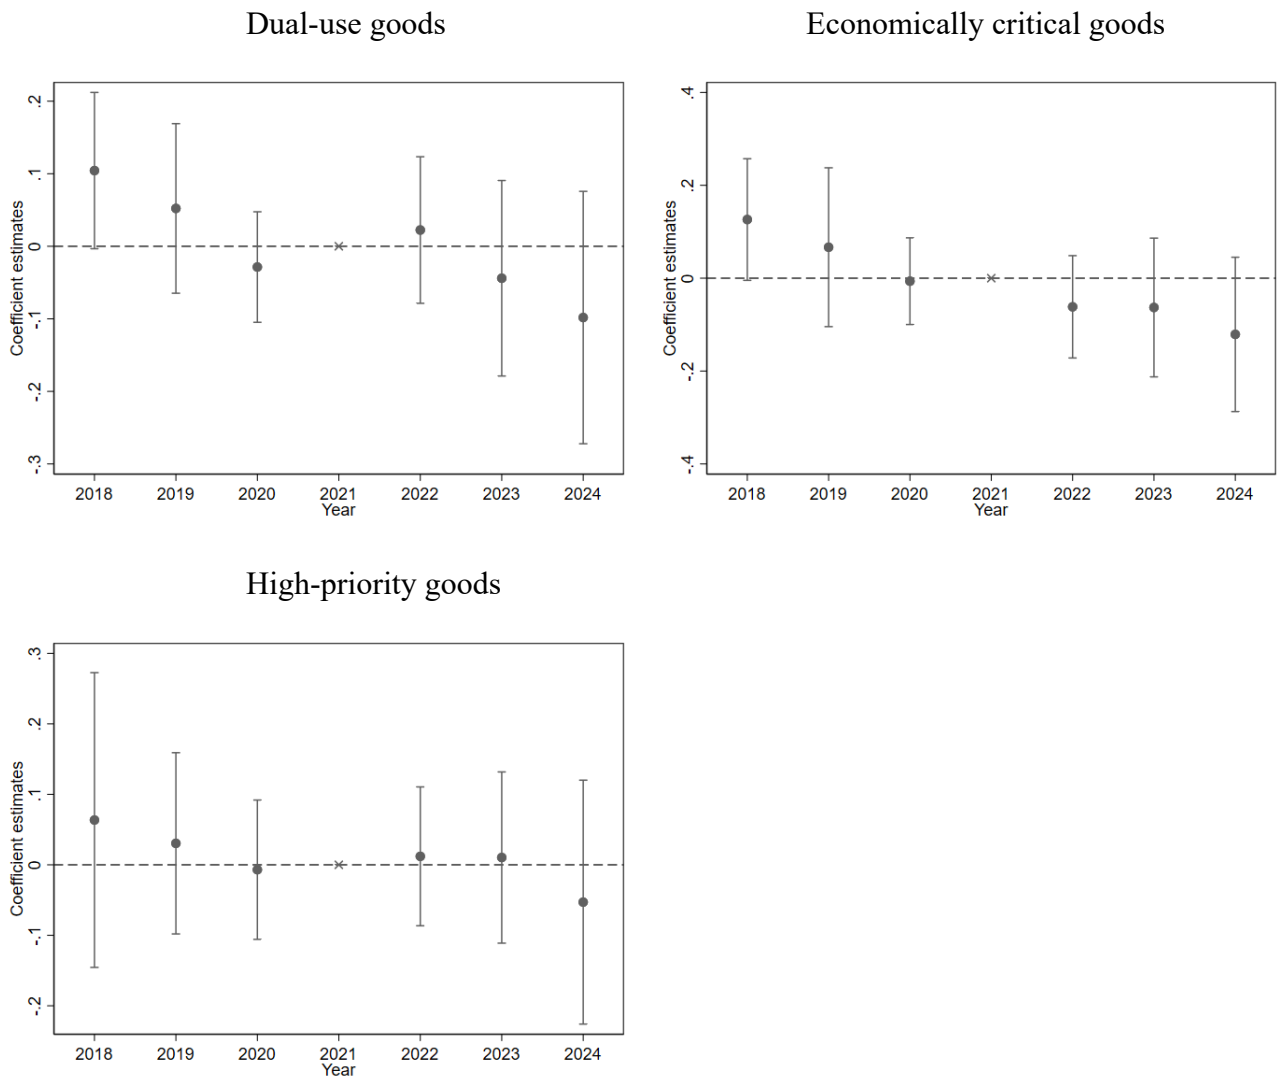 Dual-use goods
Coefficient estimates
.2
.1
0
-.1
-.2
-.3
2018 2019 2020 2021 2022 2023 2024
Year
Economically critical goods
Coefficient estimates
.4
.2
0
-.2
-.4
2018 2019 2020 2021 2022 2023 2024
Year
High-priority goods
Coefficient estimates
.3
.2
.1
0
-.1
-.2
2018 2019 2020 2021 2022 2023 2024
Year